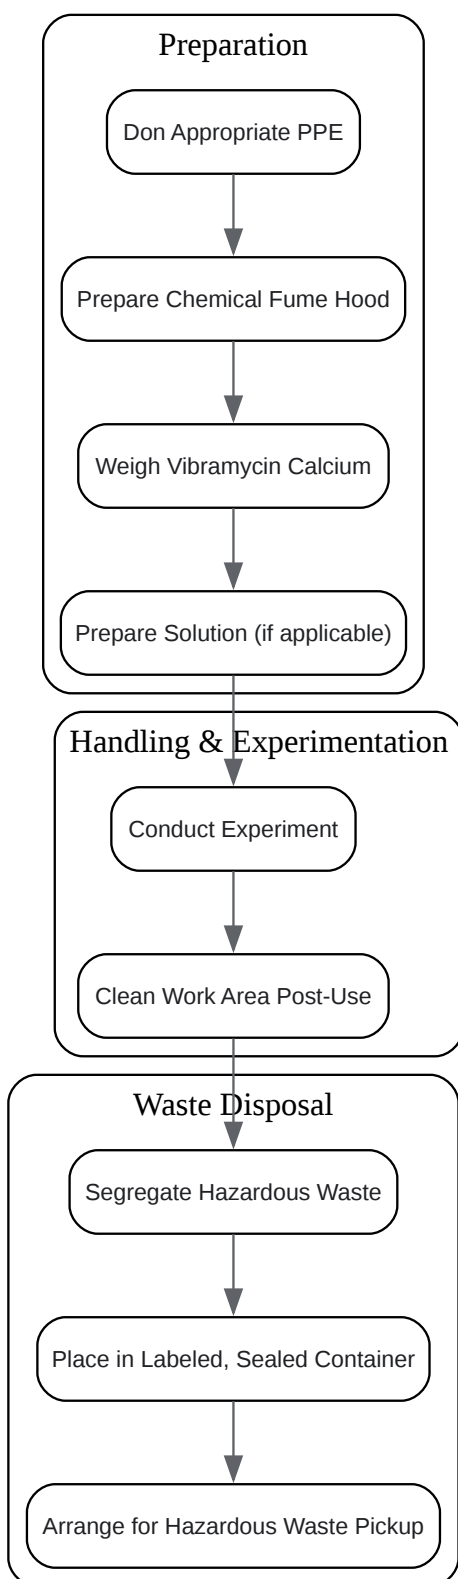 Preparation
Don Appropriate PPE
Prepare Chemical Fume Hood
Weigh Vibramycin Calcium
Prepare Solution (if applicable)
Handling & Experimentation
Conduct Experiment
Clean Work Area Post-Use
Waste Disposal
Segregate Hazardous Waste
Place in Labeled, Sealed Container
Arrange for Hazardous Waste Pickup